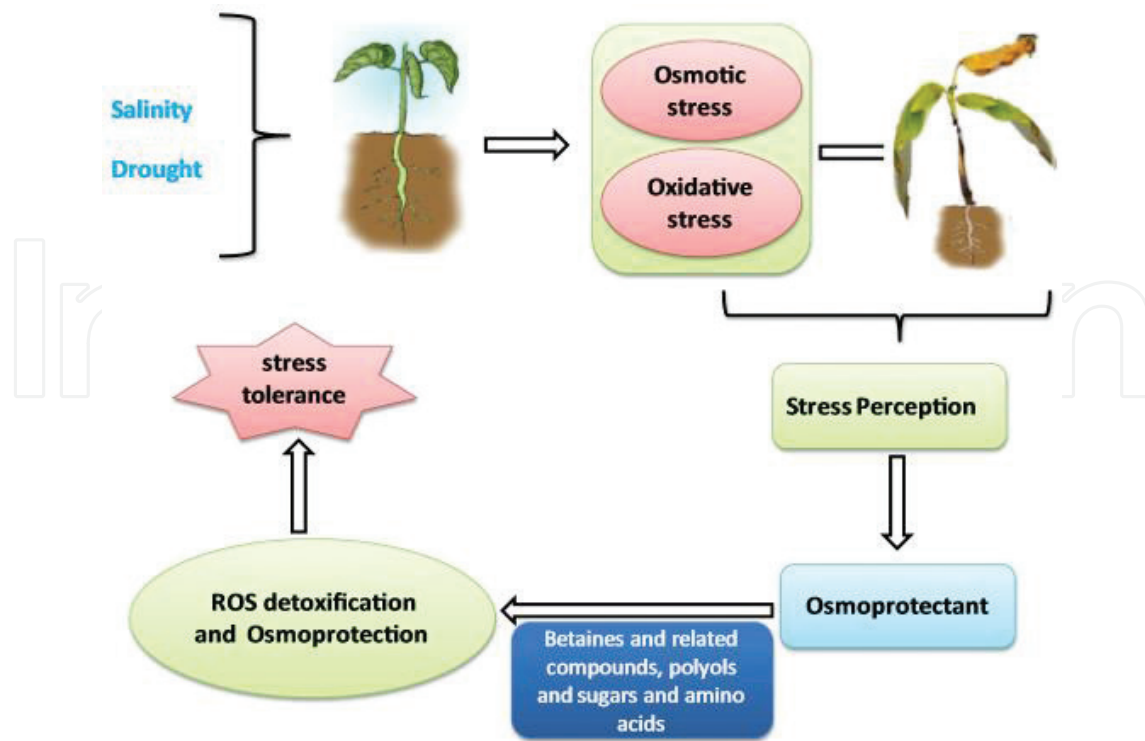 Salinity
Drought
Osmotic
stress
Oxidative
stress
stress
tolerance
Stress Perception
ROS detoxification
and Osmoprotection
Osmoprotectant
Betaines and related
compounds, polyols
and sugars and amino
acids